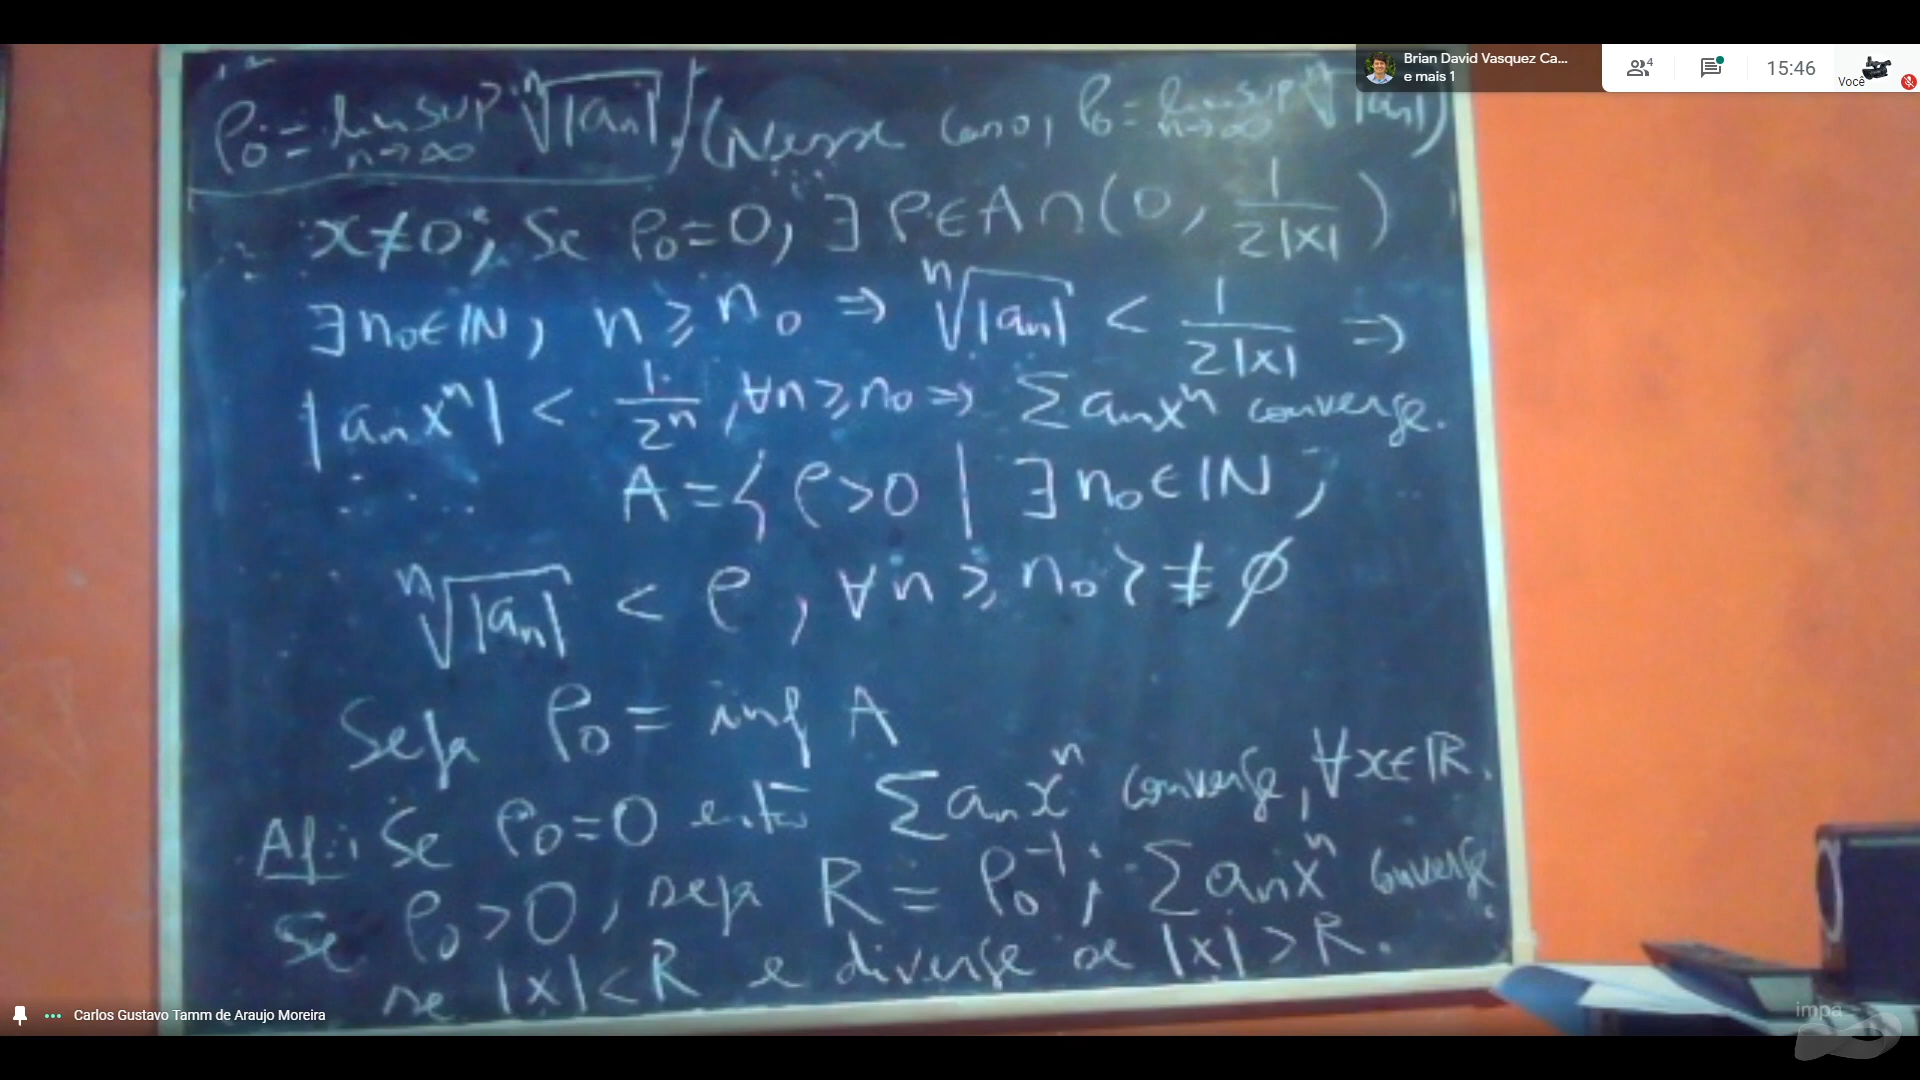 ρ₀ = lim sup n→∞ ⁿ√|aₙ| / (Nesse caso, ρ₀ = lim sup n→∞ ⁿ√|aₙ|)
x≠0; Se ρ₀=0, ∃ ρ∈A∩(0, 1/2|x|)
∃ n₀∈ℕ, n ⩾ n₀ ⇒ ⁿ√|aₙ| < 1/2|x| ⇒
|aₙxⁿ| < 1/2ⁿ, ∀n⩾n₀ ⇒ Σ aₙxⁿ converge.
A = {ρ>0 | ∃ n₀∈ℕ;
ⁿ√|aₙ| < ρ, ∀n ⩾ n₀} ≠ ∅
Seja ρ₀ = inf A
Af.: Se ρ₀=0 então Σ aₙxⁿ converge, ∀x∈ℝ.
Se ρ₀>0, seja R = ρ₀⁻¹; Σ aₙxⁿ converge
se |x|<R e diverge se |x|>R.
Brian David Vasquez Ca...
e mais 1
4
15:46
Você
Carlos Gustavo Tamm de Araujo Moreira
impa